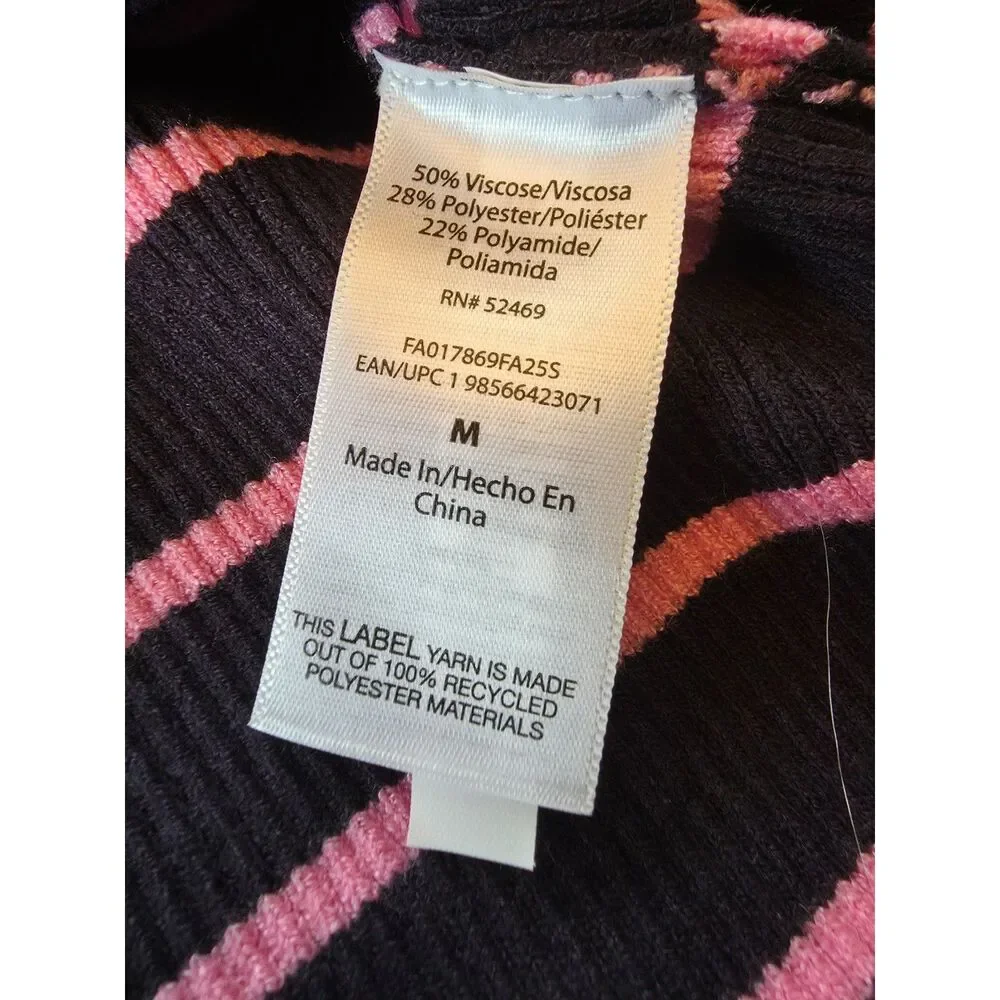 50% Viscose/Viscosa
28% Polyester/Poliéster
22% Polyamide/
Poliamida
RN# 52469
FA017869FA25S
EAN/UPC 1 98566423071
M
Made In/Hecho En
China
THIS LABEL YARN IS MADE
OUT OF 100% RECYCLED
POLYESTER MATERIALS